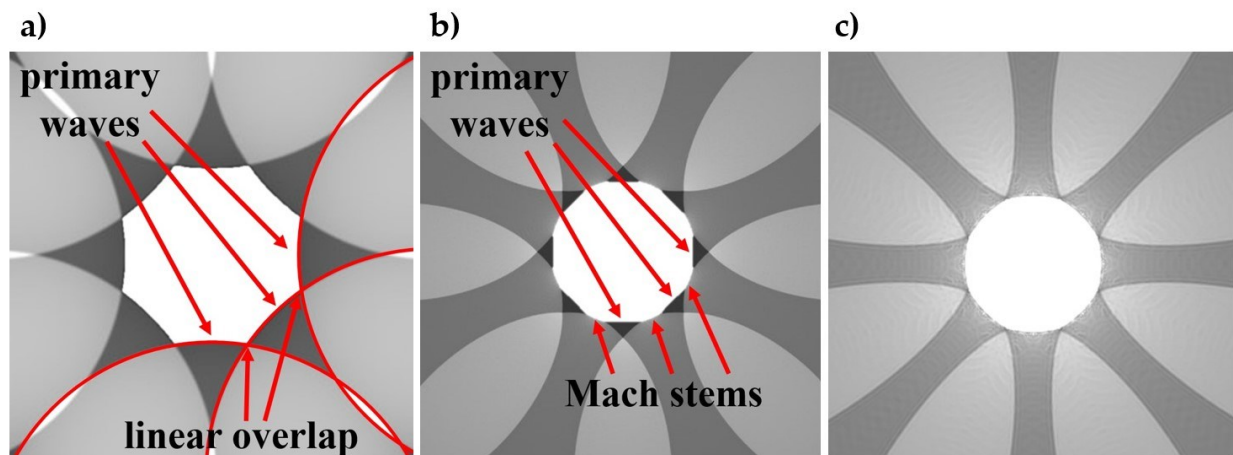 a)
primary
waves
linear overlap
b)
primary
waves
Mach stems
c)